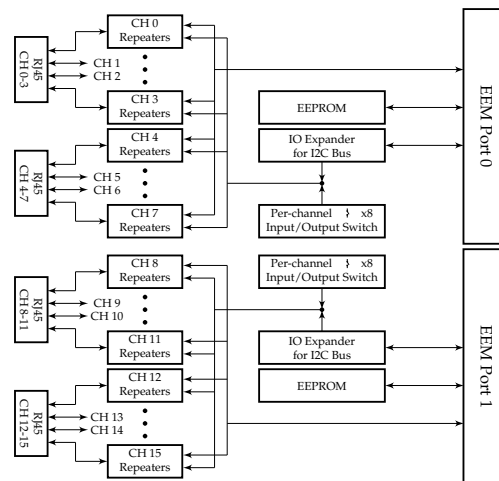 RJ45
CH 0-3
CH 0
Repeaters
CH 1
CH 2
CH 3
Repeaters
RJ45
CH 4-7
CH 4
Repeaters
CH 5
CH 6
CH 7
Repeaters
EEPROM
IO Expander
for I2C Bus
Per-channel x8
Input/Output Switch
EEM Port 0
RJ45
CH 8-11
CH 8
Repeaters
CH 9
CH 10
CH 11
Repeaters
RJ45
CH 12-15
CH 12
Repeaters
CH 13
CH 14
CH 15
Repeaters
Per-channel x8
Input/Output Switch
IO Expander
for I2C Bus
EEPROM
EEM Port 1